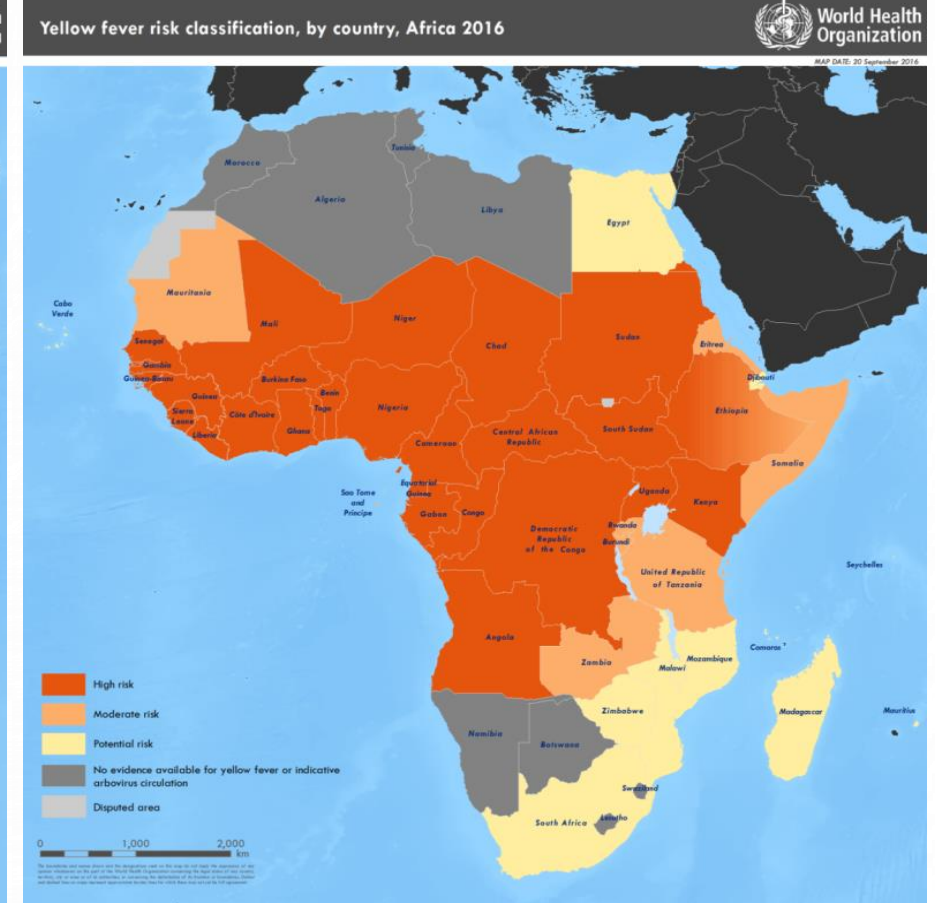 Yellow fever risk classification, by country, Africa 2016
World Health
Organization
MAP DATE: 20 September 2016
Tunisia
Morocco
Algeria
Libya
Egypt
Mauritania
Cabo
Verde
Mali
Niger
Chad
Sudan
Eritrea
Senegal
Gambia
Guinea-Bissau
Guinea
Sierra
Leone
Liberia
Burkina Faso
Côte d'Ivoire
Ghana
Togo
Benin
Nigeria
Cameroon
Central African
Republic
South Sudan
Ethiopia
Djibouti
Somalia
Sao Tome
and
Principe
Equatorial
Guinea
Gabon
Congo
Democratic
Republic
of the Congo
Uganda
Kenya
Rwanda
Burundi
United Republic
of Tanzania
Seychelles
Angola
Zambia
Malawi
Mozambique
Comoros
Zimbabwe
Madagascar
Mauritius
Namibia
Botswana
Swaziland
Lesotho
South Africa
High risk
Moderate risk
Potential risk
No evidence available for yellow fever or indicative
arbovirus circulation
Disputed area
0 1,000 2,000
km